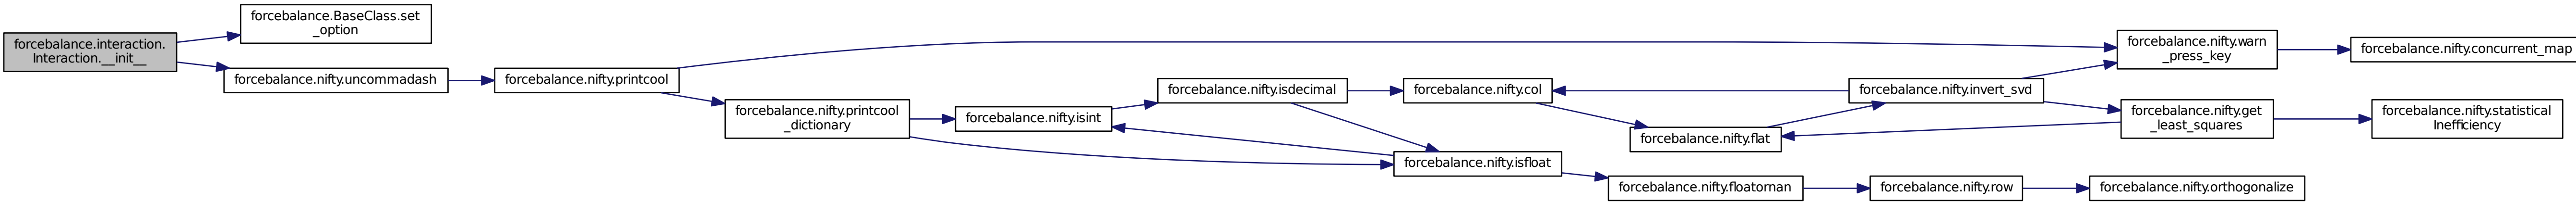 forcebalance.interaction.
Interaction.__init__
forcebalance.BaseClass.set
_option
forcebalance.nifty.uncommadash
forcebalance.nifty.printcool
forcebalance.nifty.printcool
_dictionary
forcebalance.nifty.isint
forcebalance.nifty.isdecimal
forcebalance.nifty.isfloat
forcebalance.nifty.col
forcebalance.nifty.flat
forcebalance.nifty.floatornan
forcebalance.nifty.invert_svd
forcebalance.nifty.row
forcebalance.nifty.warn
_press_key
forcebalance.nifty.get
_least_squares
forcebalance.nifty.orthogonalize
forcebalance.nifty.concurrent_map
forcebalance.nifty.statistical
Inefficiency